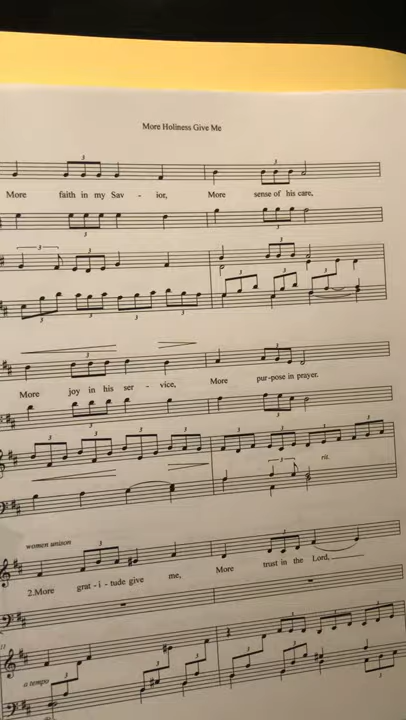 More Holiness Give Me
More faith in my Sav - ior, More sense of his care,
More joy in his ser - vice, More pur-pose in prayer.
rit.
women unison
2.More grat - i - tude give me, More trust in the Lord,
11
a tempo